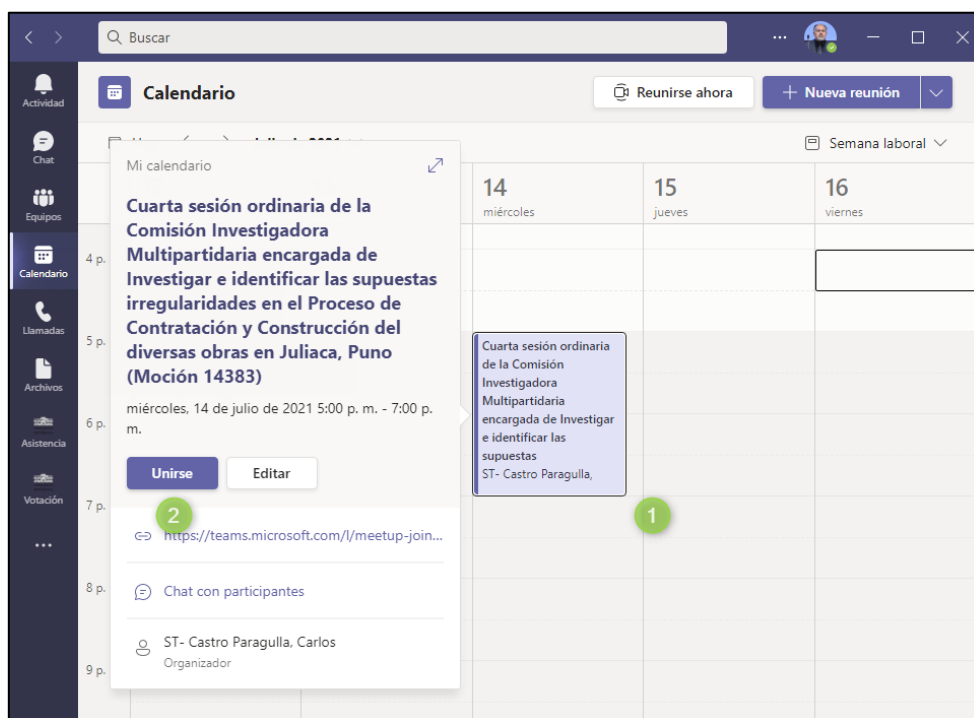 Buscar
Actividad
Chat
Equipos
Calendario
Llamadas
Archivos
Asistencia
Votación
Calendario
Reunirse ahora
Nueva reunión
2021
Semana laboral
14
miércoles
15
jueves
16
viernes
4 p.
5 p.
6 p.
7 p.
8 p.
9 p.
Mi calendario
Cuarta sesión ordinaria de la
Comisión Investigadora
Multipartidaria encargada de
Investigar e identificar las supuestas
irregularidades en el Proceso de
Contratación y Construcción del
diversas obras en Juliaca, Puno
(Moción 14383)
miércoles, 14 de julio de 2021 5:00 p. m. - 7:00 p.
m.
Unirse
Editar
2
https://teams.microsoft.com/l/meetup-join...
Chat con participantes
ST- Castro Paragulla, Carlos
Organizador
Cuarta sesión ordinaria
de la Comisión
Investigadora
Multipartidaria
encargada de Investigar
e identificar las
supuestas
ST- Castro Paragulla,
1